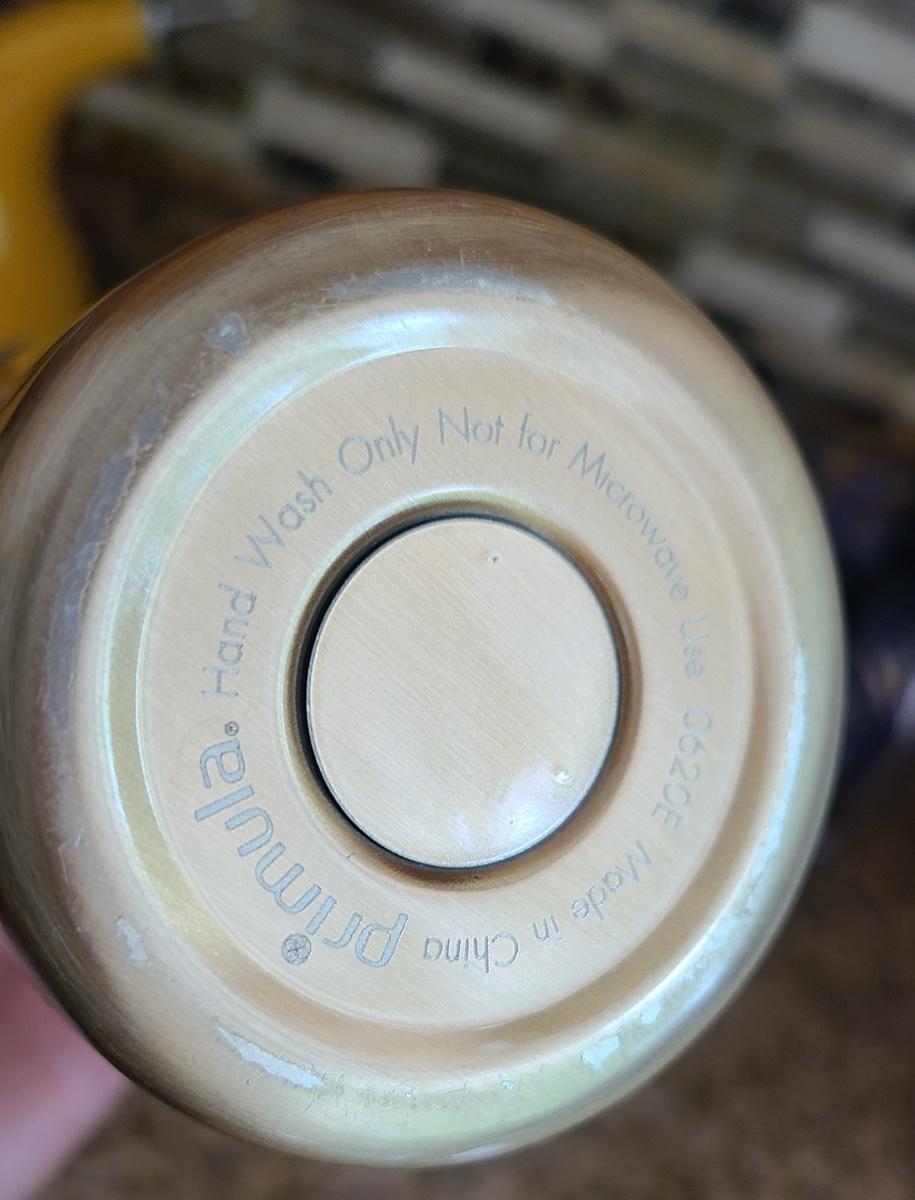 primula® Hand Wash Only Not for Microwave Use 0620E Made in China